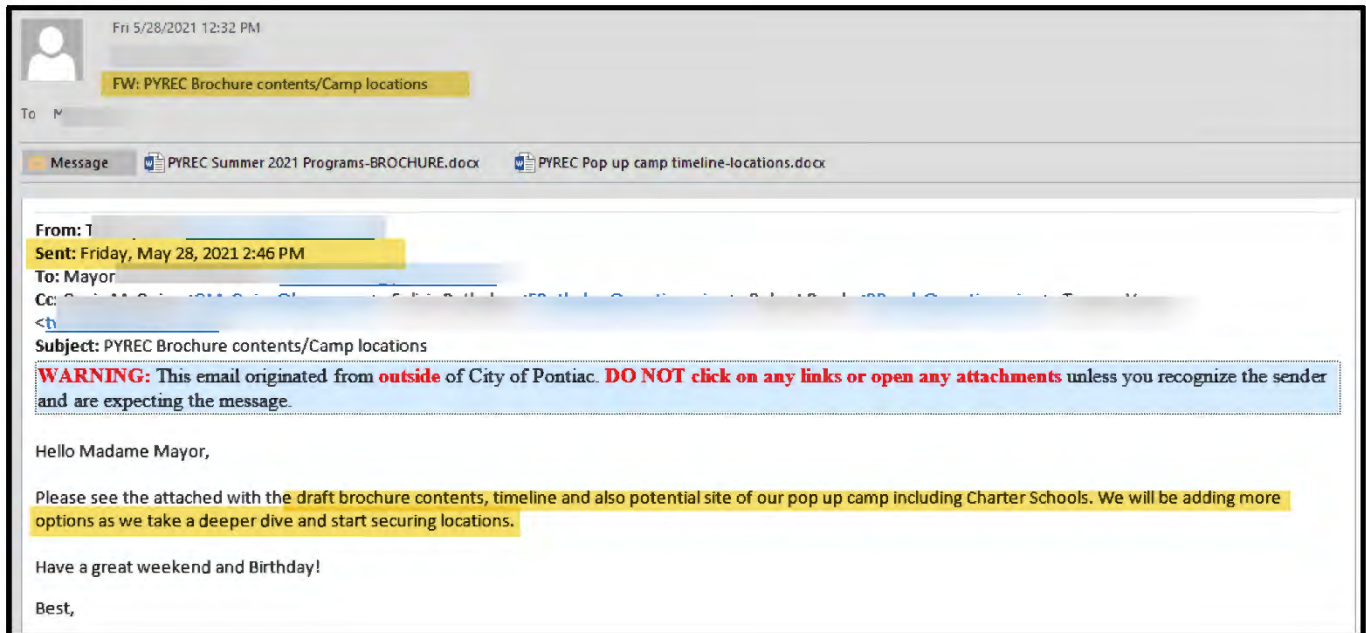 Fri 5/28/2021 12:32 PM
FW: PYREC Brochure contents/Camp locations
To M
Message PYREC Summer 2021 Programs-BROCHURE.docx PYREC Pop up camp timeline-locations.docx
From: T
Sent: Friday, May 28, 2021 2:46 PM
To: Mayor
Cc:
Subject: PYREC Brochure contents/Camp locations
WARNING: This email originated from outside of City of Pontiac. DO NOT click on any links or open any attachments unless you recognize the sender
and are expecting the message.
Hello Madame Mayor,
Please see the attached with the draft brochure contents, timeline and also potential site of our pop up camp including Charter Schools. We will be adding more
options as we take a deeper dive and start securing locations.
Have a great weekend and Birthday!
Best,